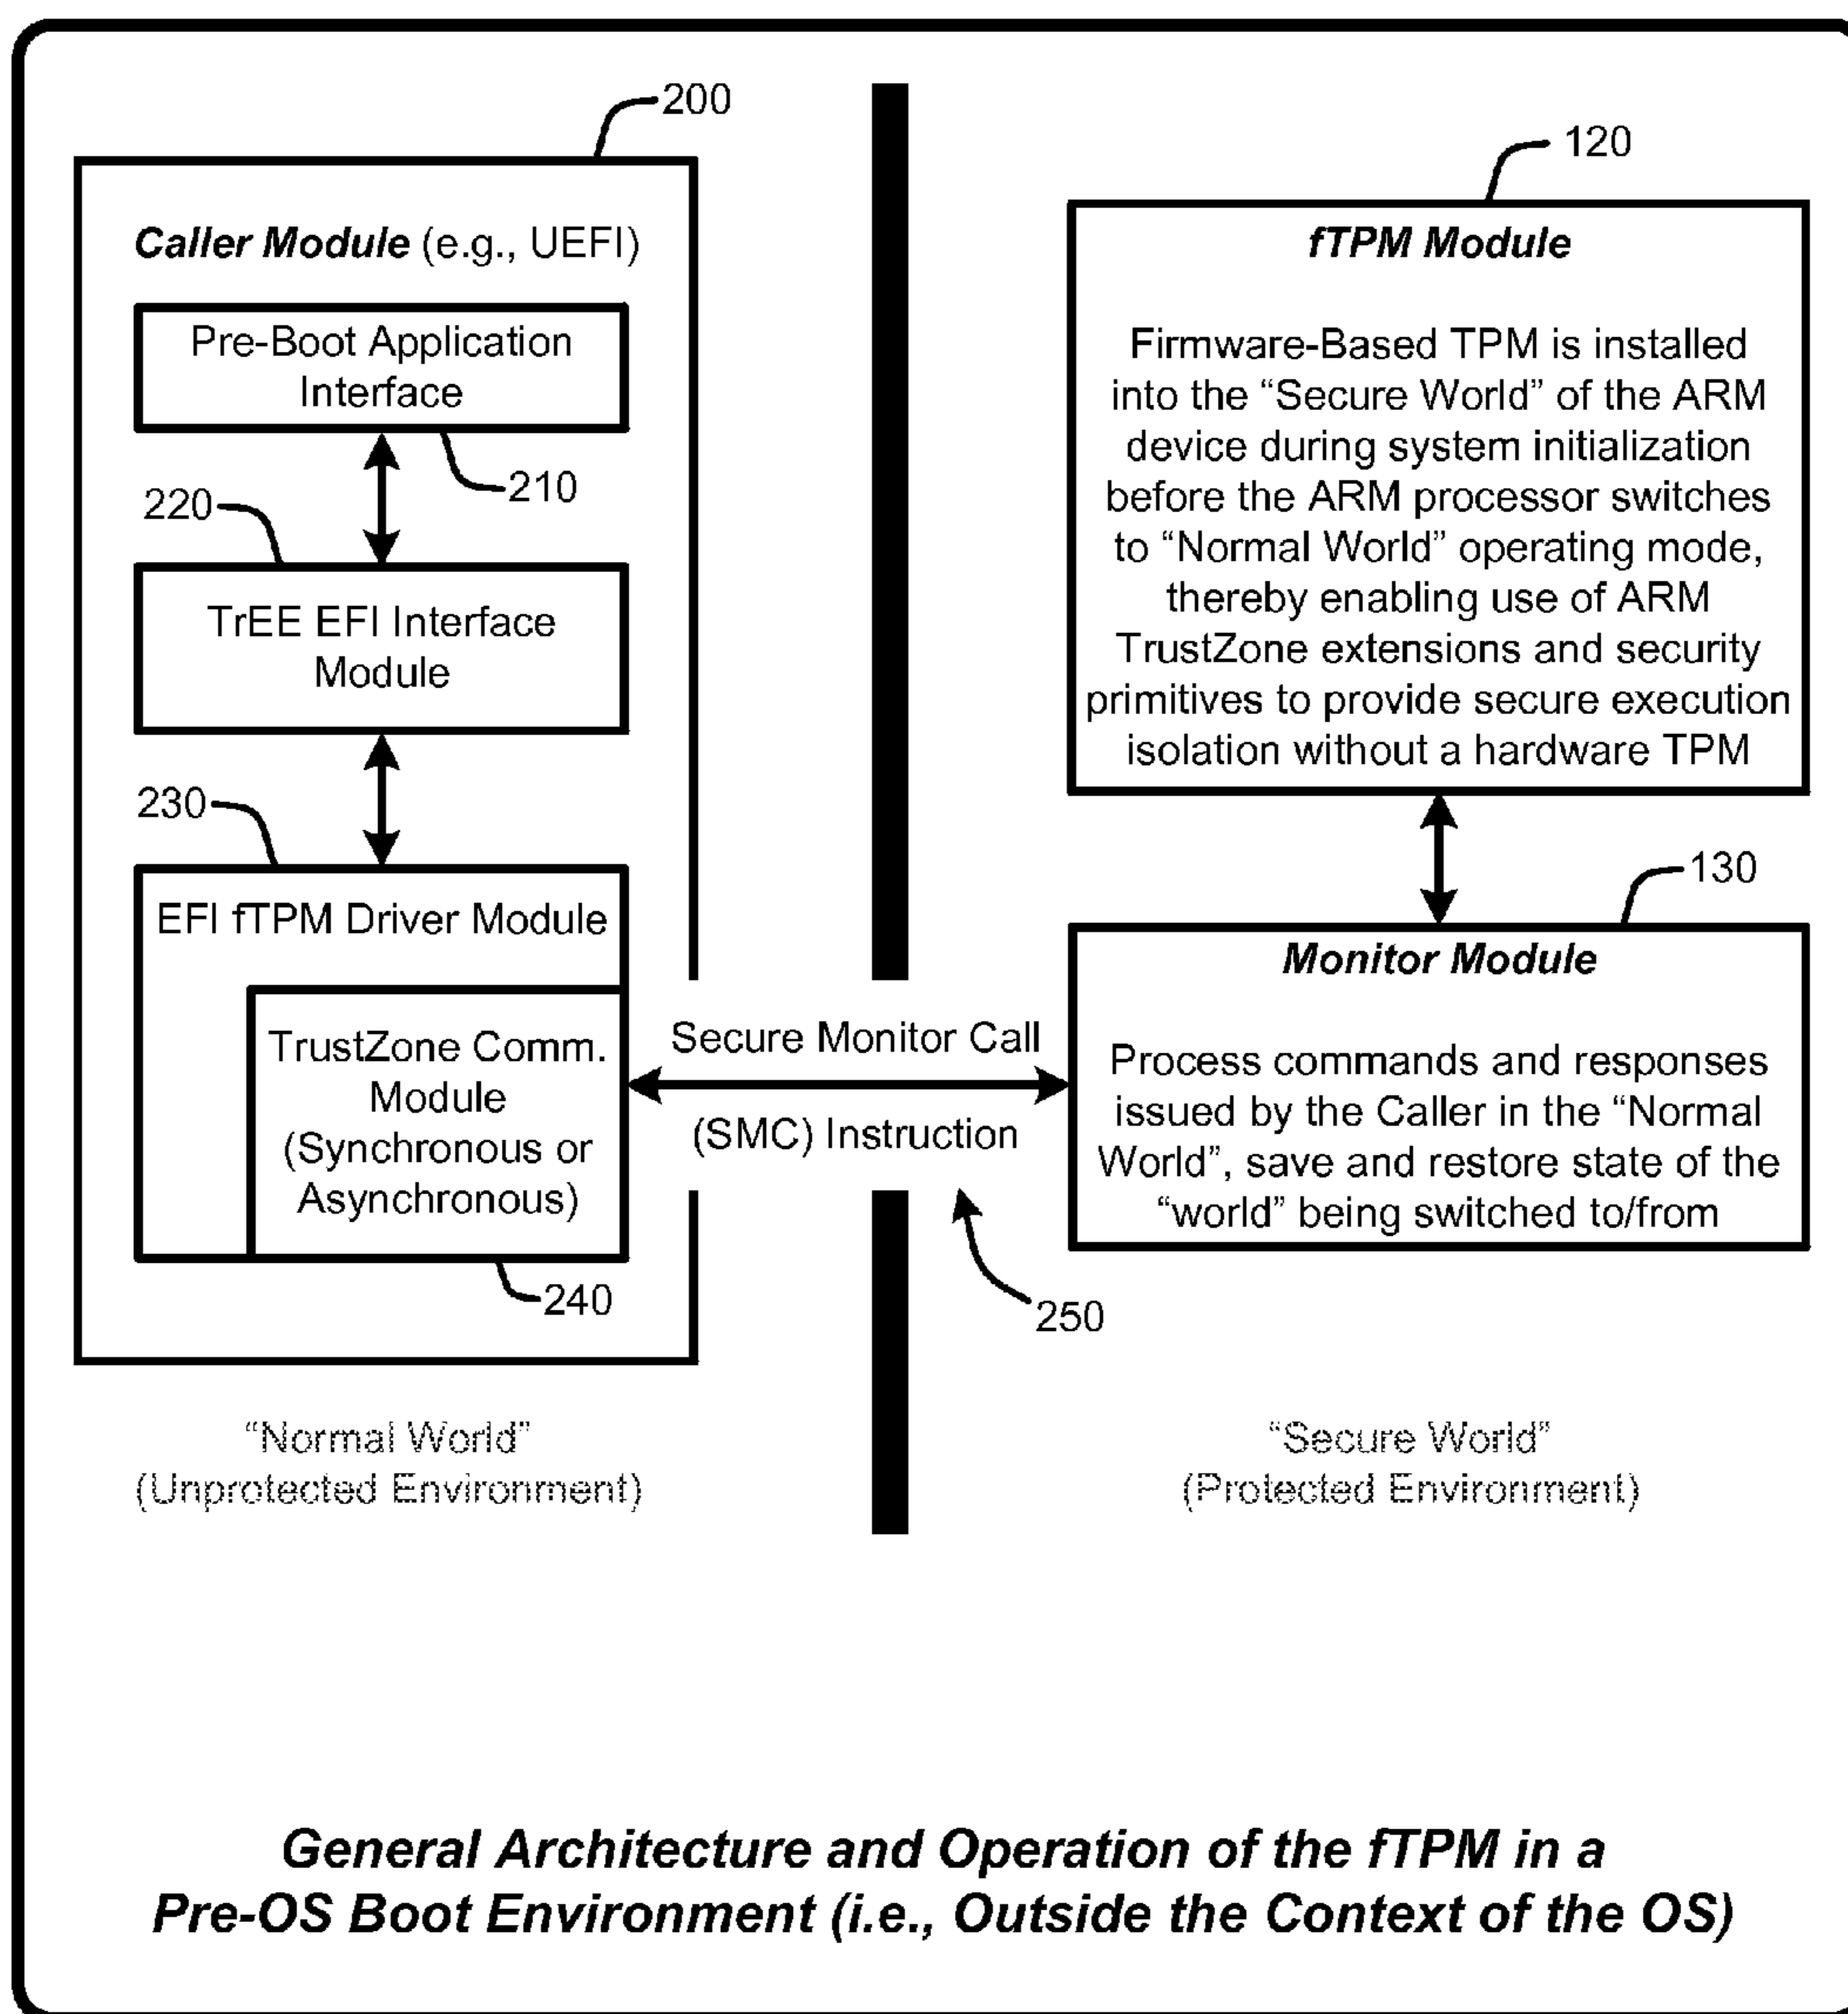 200
Caller Module (e.g., UEFI)
Pre-Boot Application
Interface
210
220
TrEE EFI Interface
Module
230
EFI fTPM Driver Module
TrustZone Comm.
Module
(Synchronous or
Asynchronous)
240
"Normal World"
(Unprotected Environment)
Secure Monitor Call
(SMC) Instruction
250
120
fTPM Module
Firmware-Based TPM is installed
into the “Secure World” of the ARM
device during system initialization
before the ARM processor switches
to “Normal World” operating mode,
thereby enabling use of ARM
TrustZone extensions and security
primitives to provide secure execution
isolation without a hardware TPM
130
Monitor Module
Process commands and responses
issued by the Caller in the “Normal
World”, save and restore state of the
“world” being switched to/from
“Secure World”
(Protected Environment)
General Architecture and Operation of the fTPM in a
Pre-OS Boot Environment (i.e., Outside the Context of the OS)